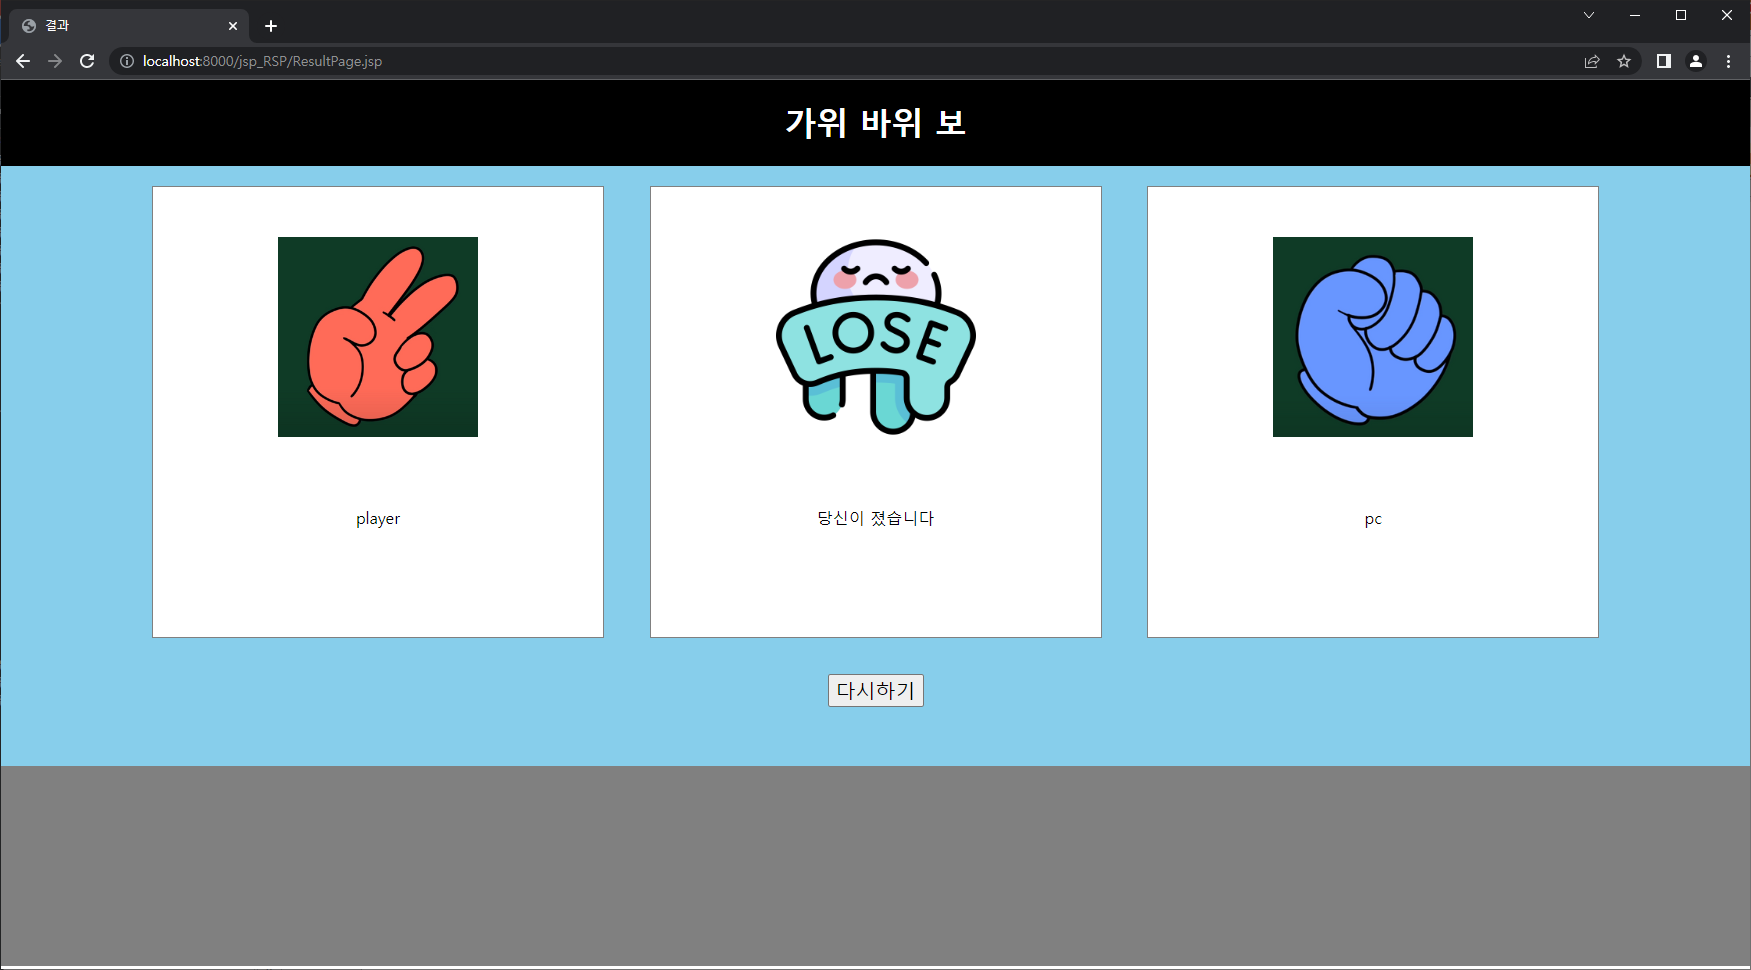 결과
localhost:8000/jsp_RSP/ResultPage.jsp
가위 바위 보
LOSE
player
당신이 졌습니다
pc
다시하기